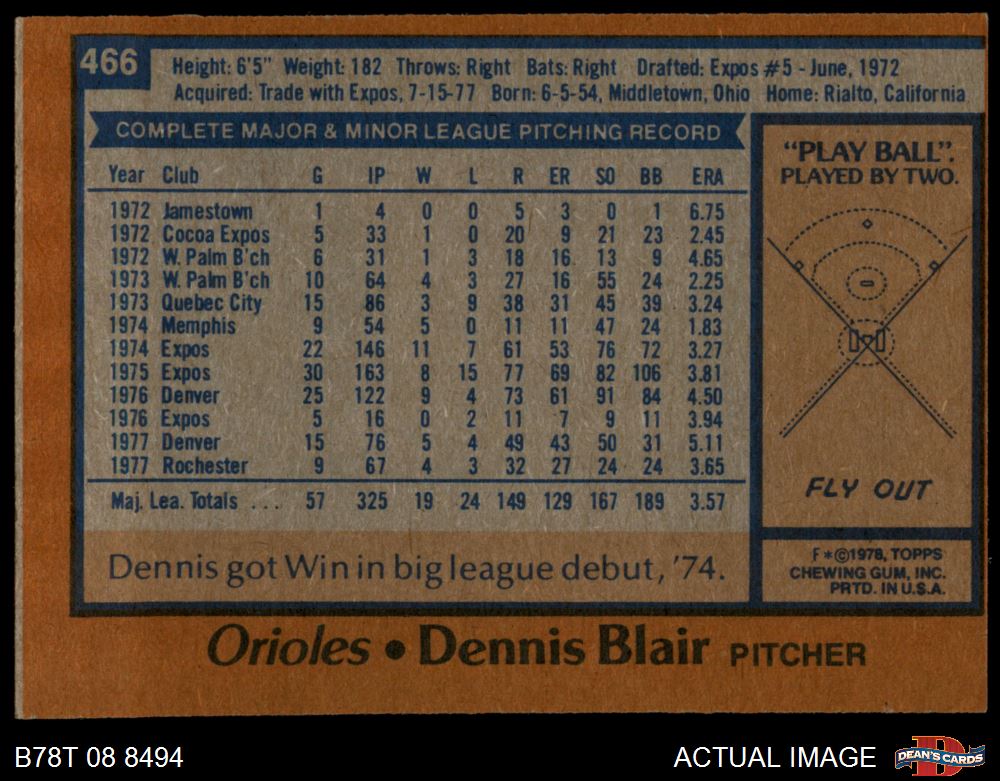 466
Height: 6'5" Weight: 182 Throws: Right Bats: Right Drafted: Expos #5 - June, 1972
Acquired: Trade with Expos, 7-15-77 Born: 6-5-54, Middletown, Ohio Home: Rialto, California
COMPLETE MAJOR & MINOR LEAGUE PITCHING RECORD
Year Club G IP W L R ER SO BB ERA
1972 Jamestown 1 4 0 0 5 3 0 1 6.75
1972 Cocoa Expos 5 33 1 0 20 9 21 23 2.45
1972 W. Palm B'ch 6 31 1 3 18 16 13 9 4.65
1973 W. Palm B'ch 10 64 4 3 27 16 55 24 2.25
1973 Quebec City 15 86 3 9 38 31 45 39 3.24
1974 Memphis 9 54 5 0 11 11 47 24 1.83
1974 Expos 22 146 11 7 61 53 76 72 3.27
1975 Expos 30 163 8 15 77 69 82 106 3.81
1976 Denver 25 122 9 4 73 61 91 84 4.50
1976 Expos 5 16 0 2 11 7 9 11 3.94
1977 Denver 15 76 5 4 49 43 50 31 5.11
1977 Rochester 9 67 4 3 32 27 24 24 3.65
Maj. Lea. Totals ... 57 325 19 24 149 129 167 189 3.57
Dennis got Win in big league debut, '74.
"PLAY BALL".
PLAYED BY TWO.
FLY OUT
F*©1978, TOPPS
CHEWING GUM, INC.
PRTD. IN U.S.A.
Orioles • Dennis Blair PITCHER
B78T 08 8494
ACTUAL IMAGE
D
DEAN'S CARDS